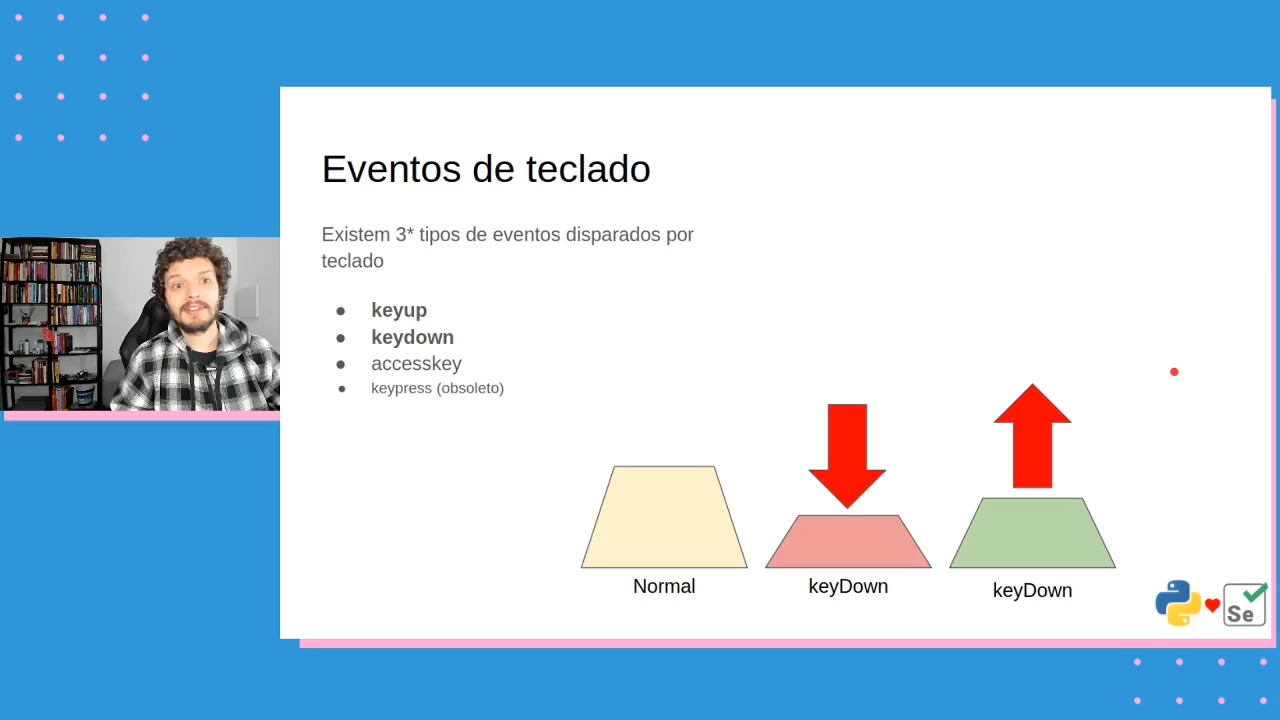 Eventos de teclado
Existem 3* tipos de eventos disparados por
teclado
● keyup
● keydown
● accesskey
● keypress (obsoleto)
Normal
keyDown
keyDown
Se